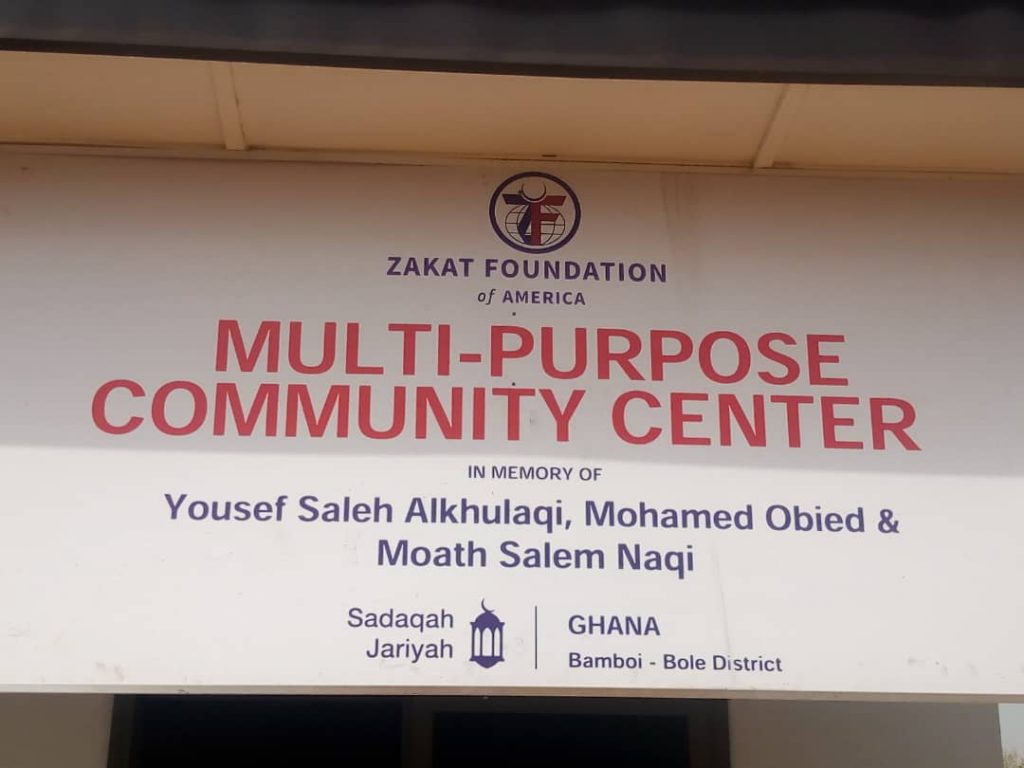 ZF
ZAKAT FOUNDATION
of AMERICA
MULTI-PURPOSE
COMMUNITY CENTER
IN MEMORY OF
Yousef Saleh Alkhulaqi, Mohamed Obied &
Moath Salem Naqi
Sadaqah
Jariyah
GHANA
Bamboi - Bole District